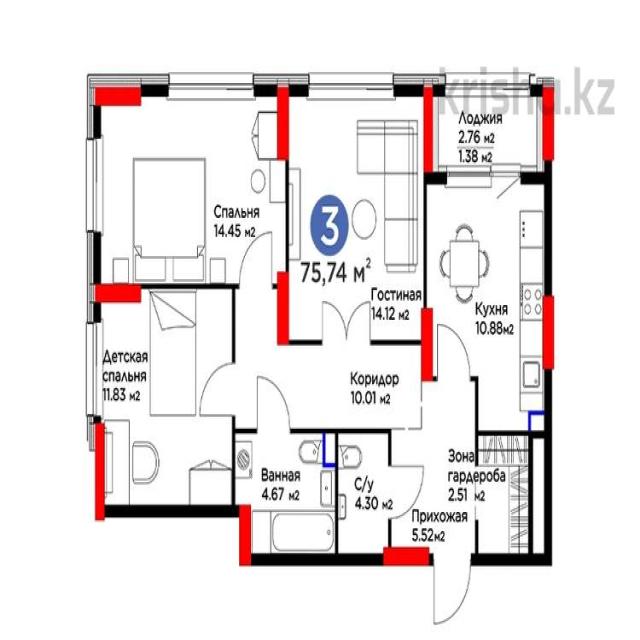 krisha.kz
Лоджия
2.76 м2
1.38 м2
Спальня
14.45 м2
3
75,74 м2
Гостиная
14.12 м2
Кухня
10.88м2
Детская
спальня
11.83 м2
Коридор
10.01 м2
Ванная
4.67 м2
С/у
4.30 м2
Зона
гардероба
2.51 м2
Прихожая
5.52м2